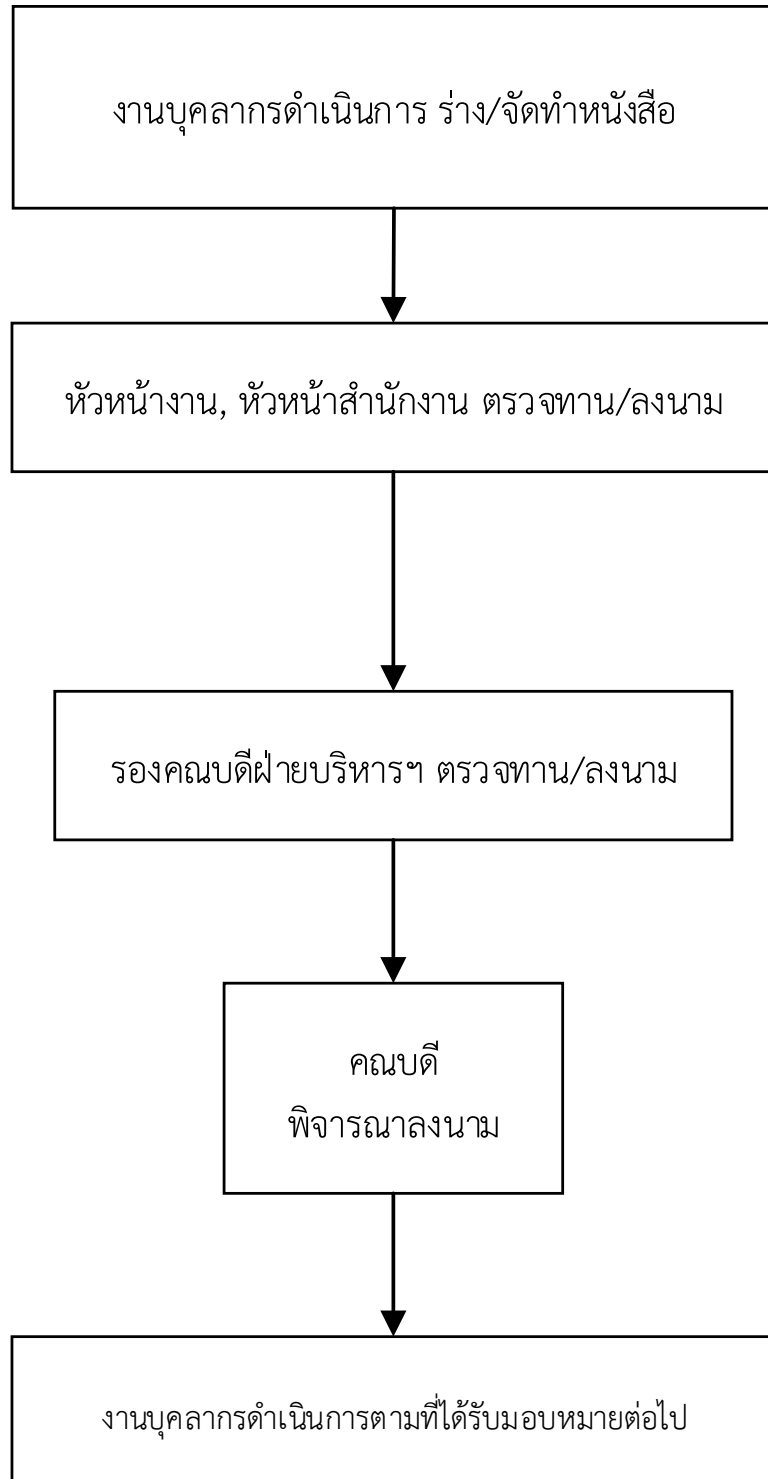 งานบุคลากรดำเนินการ ร่าง/จัดทำหนังสือ
หัวหน้างาน, หัวหน้าสำนักงาน ตรวจทาน/ลงนาม
รองคณบดีฝ่ายบริหารฯ ตรวจทาน/ลงนาม
คณบดี
พิจารณาลงนาม
งานบุคลากรดำเนินการตามที่ได้รับมอบหมายต่อไป